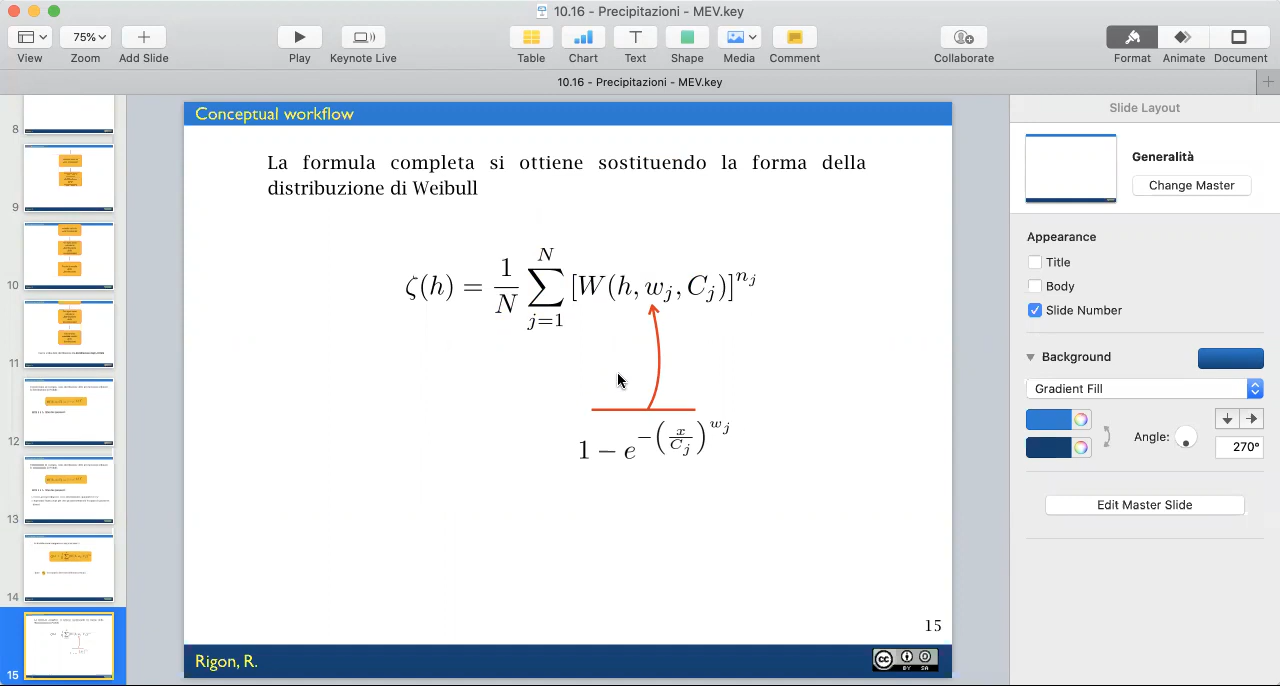 10.16 - Precipitazioni - MEV.key
75%
View
Zoom
Add Slide
Play
Keynote Live
Table
Chart
Text
Shape
Media
Comment
Collaborate
Format
Animate
Document
10.16 - Precipitazioni - MEV.key
8
9
10
11
12
13
14
15
Conceptual workflow
La formula completa si ottiene sostituendo la forma della
distribuzione di Weibull
ζ(h) = 1/N ∑_{j=1}^{N} [W(h, w_j, C_j)]^{n_j}
1 − e^{−(x/C_j)^{w_j}}
15
Rigon, R.
BY SA
Slide Layout
Generalità
Change Master
Appearance
Title
Body
Slide Number
Background
Gradient Fill
Angle:
270°
Edit Master Slide